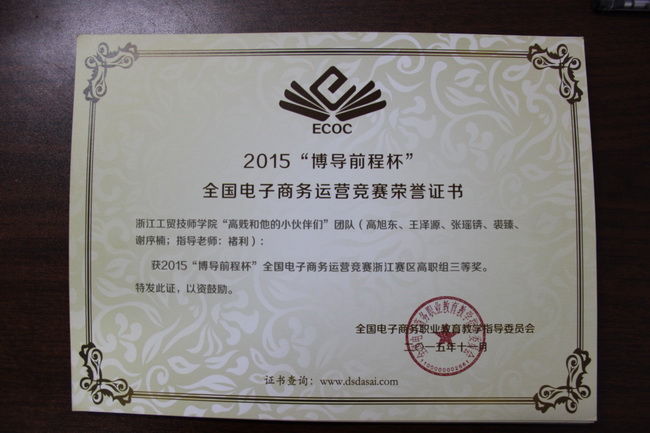 ECOC
2015“博导前程杯”
全国电子商务运营竞赛荣誉证书
浙江工贸技师学院“高贱和他的小伙伴们”团队（高旭东、王泽源、张瑶锛、裘臻、
谢序楠；指导老师：褚利）：
获2015“博导前程杯”全国电子商务运营竞赛浙江赛区高职组三等奖。
特发此证，以资鼓励。
全国电子商务职业教育教学指导委员会
二〇一五年十一月
证书查询：www.dsdasai.com